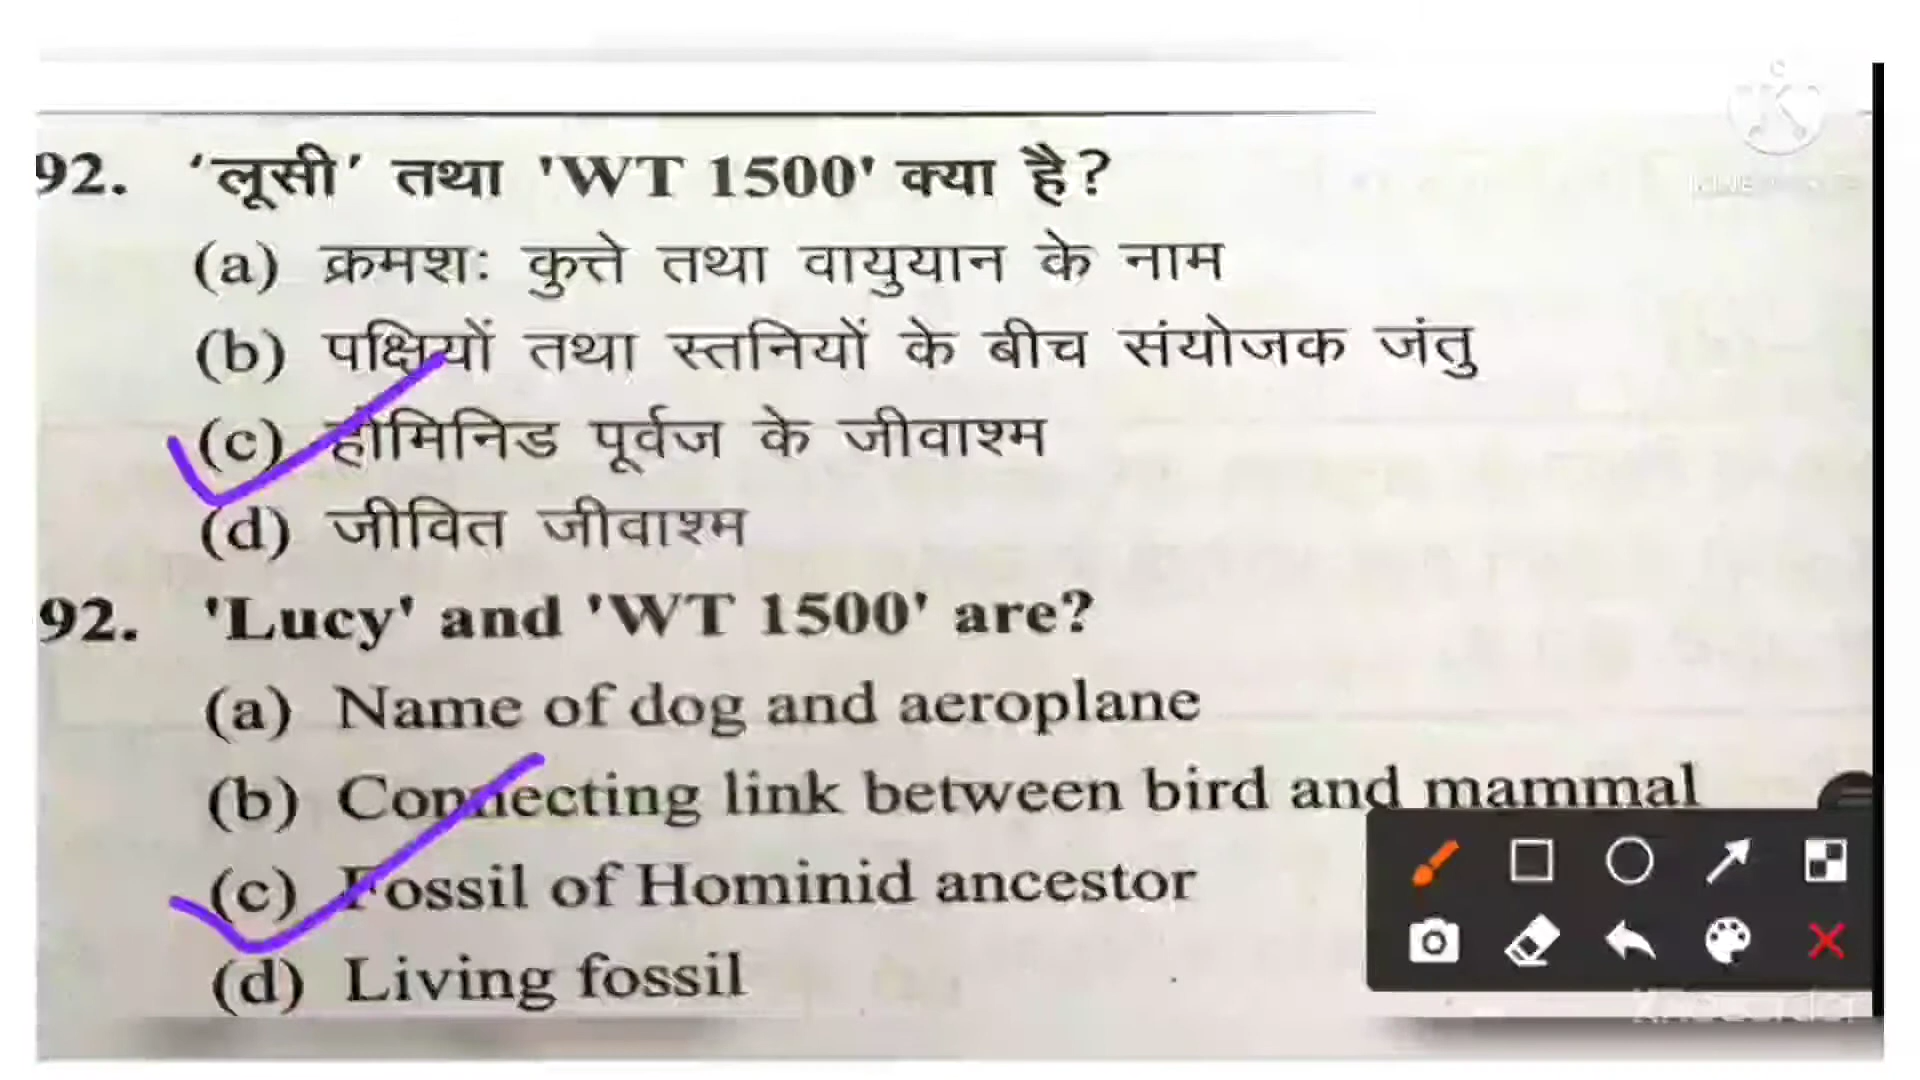 92. ‘लूसी’ तथा 'WT 1500' क्या है?
(a) क्रमशः कुत्ते तथा वायुयान के नाम
(b) पक्षियों तथा स्तनियों के बीच संयोजक जंतु
(c) होमिनिड पूर्वज के जीवाश्म
(d) जीवित जीवाश्म
92. 'Lucy' and 'WT 1500' are?
(a) Name of dog and aeroplane
(b) Connecting link between bird and mammal
(c) Fossil of Hominid ancestor
(d) Living fossil